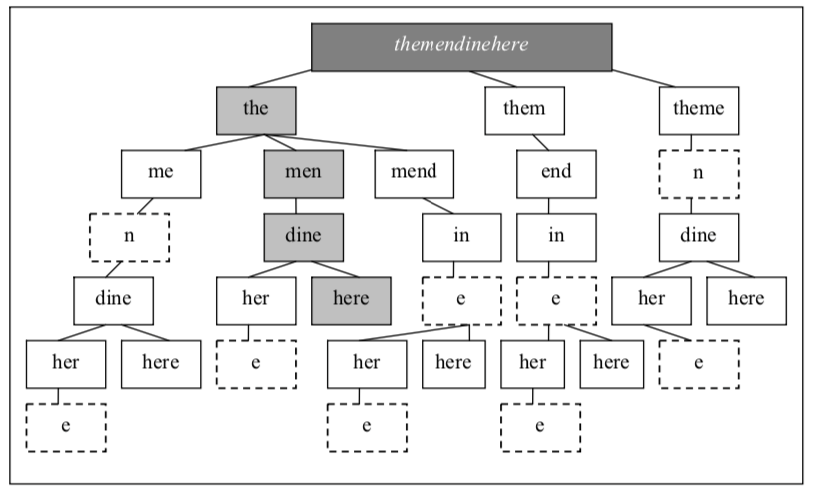 themendinehere
the them theme
me men mend end n
n dine in in dine
dine her here e e her here
her here e her here her here e
e e e